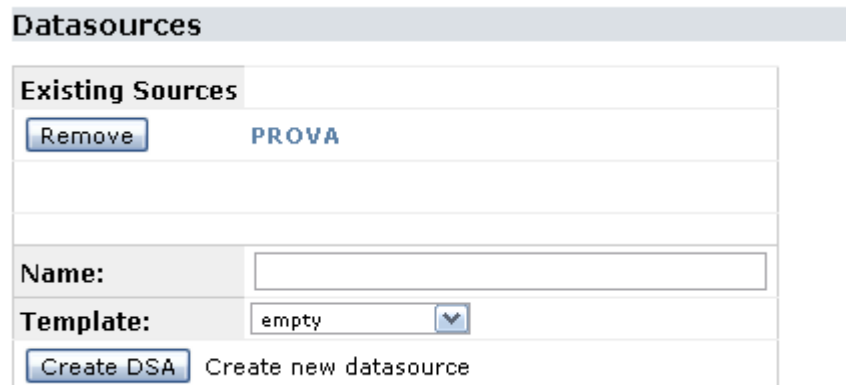 Datasources
Existing Sources
Remove PROVA
Name:
Template: empty
Create DSA Create new datasource